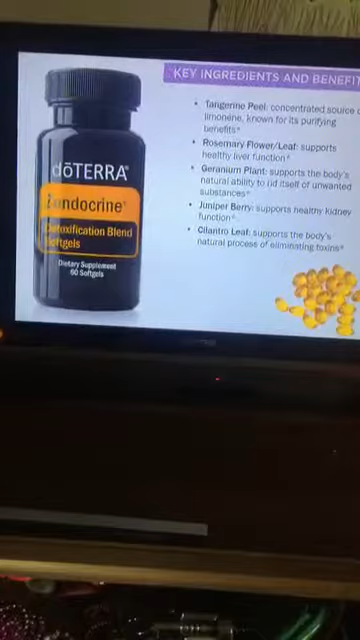 KEY INGREDIENTS AND
dōTERRA®
Detoxification Blend
Softgels
Dietary Supplement
60 Softgels
• Tangerine Peel: concentrated source
limonene, known for its purifying
benefits*
• Rosemary Flower/Leaf: supports
healthy liver function*
• Geranium Plant: supports the body's
natural ability to rid itself of unwanted
substances*
• Juniper Berry: supports healthy kidney
function*
• Cilantro Leaf: supports the body's
natural process of eliminating toxins*